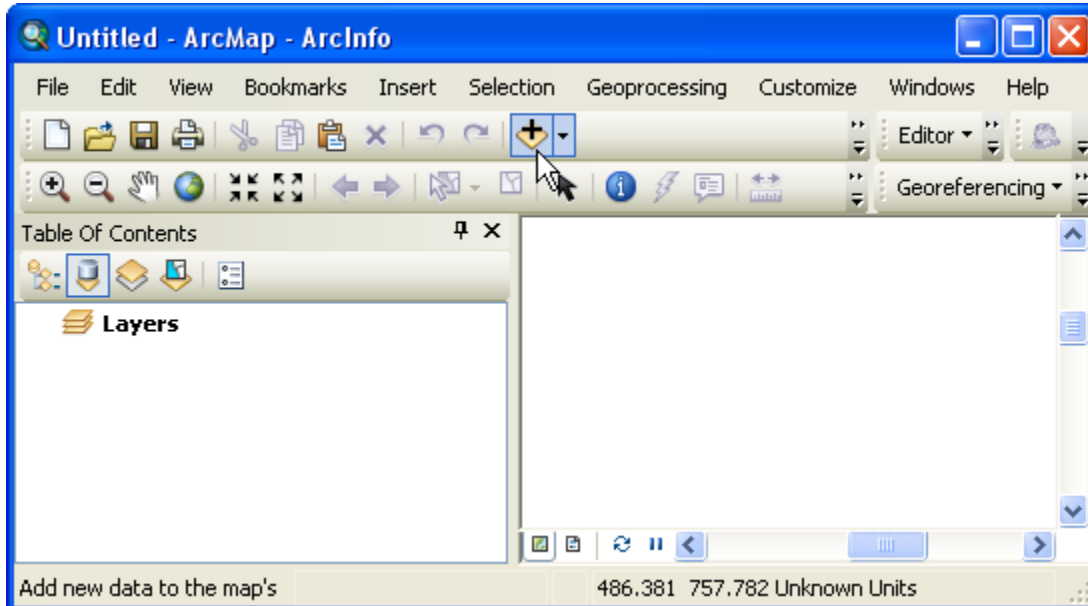 Untitled - ArcMap - ArcInfo
File Edit View Bookmarks Insert Selection Geoprocessing Customize Windows Help
Editor
Georeferencing
Table Of Contents
Layers
Add new data to the map's
486.381 757.782 Unknown Units